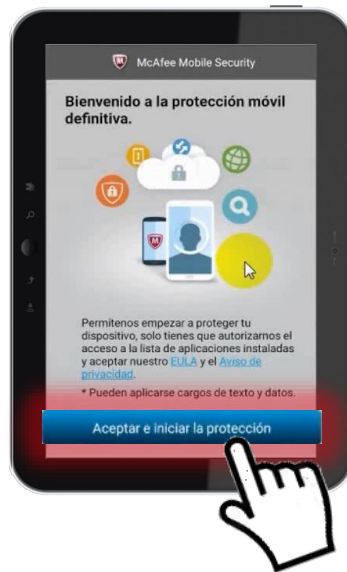 McAfee Mobile Security
Bienvenido a la protección móvil
definitiva.
Permítenos empezar a proteger tu
dispositivo, solo tienes que autorizarnos el
acceso a la lista de aplicaciones instaladas
y aceptar nuestro EULA y el Aviso de
privacidad.
* Pueden aplicarse cargos de texto y datos.
Aceptar e iniciar la protección